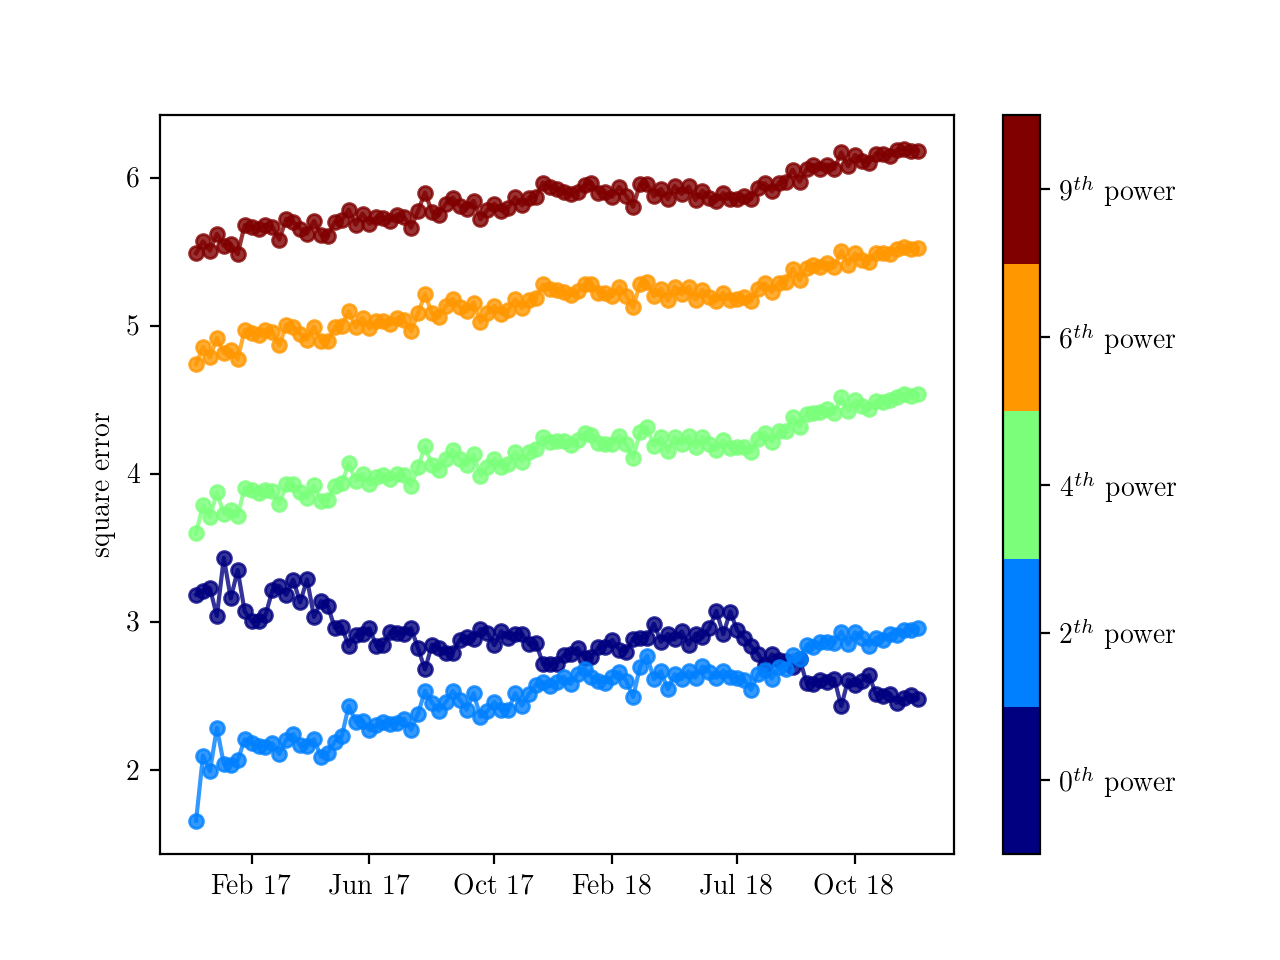 square error
6
5
4
3
2
Feb 17 Jun 17 Oct 17 Feb 18 Jul 18 Oct 18
9th power
6th power
4th power
2th power
0th power